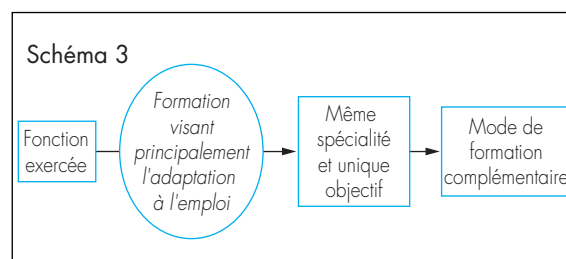 Schéma 3
Fonction
exercée
Formation
visant
principalement
l'adaptation
à l'emploi
Même
spécialité
et unique
objectif
Mode de
formation
complémentaire